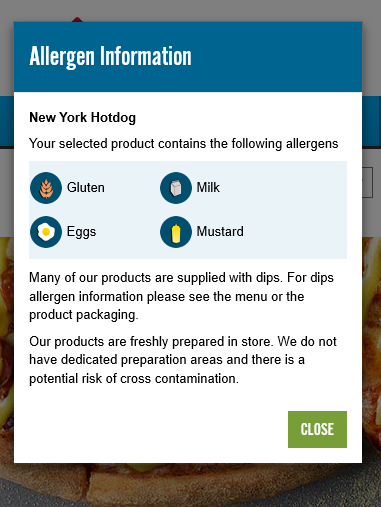 Allergen Information
New York Hotdog
Your selected product contains the following allergens
Gluten
Milk
Eggs
Mustard
Many of our products are supplied with dips. For dips
allergen information please see the menu or the
product packaging.
Our products are freshly prepared in store. We do not
have dedicated preparation areas and there is a
potential risk of cross contamination.
CLOSE